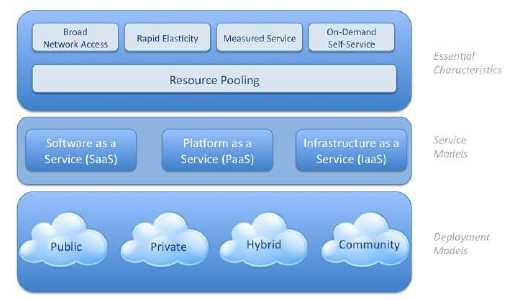 Broad
Network Access
Rapid Elasticity
Measured Service
On-Demand
Self-Service
Resource Pooling
Essential
Characteristics
Software as a
Service (SaaS)
Platform as a
Service (PaaS)
Infrastructure as a
Service (IaaS)
Service
Models
Public
Private
Hybrid
Community
Deployment
Models